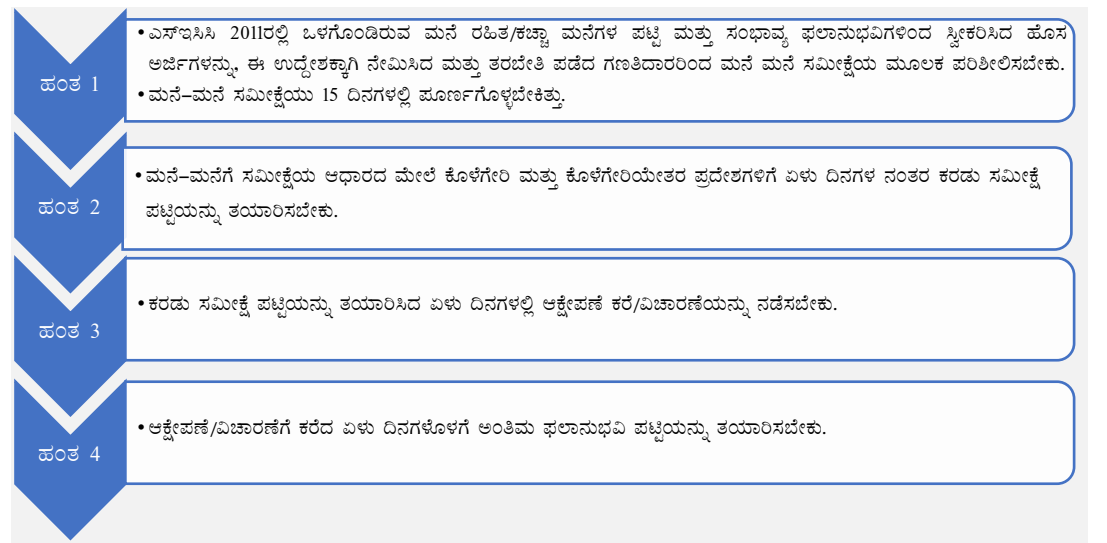 ಹಂತ 1
• ಎಸ್ಇಸಿಸಿ 2011ರಲ್ಲಿ ಒಳಗೊಂಡಿರುವ ಮನೆ ರಹಿತ/ಕಚ್ಚಾ ಮನೆಗಳ ಪಟ್ಟಿ ಮತ್ತು ಸಂಭಾವ್ಯ ಫಲಾನುಭವಿಗಳಿಂದ ಸ್ವೀಕರಿಸಿದ ಹೊಸ
ಅರ್ಜಿಗಳನ್ನು, ಈ ಉದ್ದೇಶಕ್ಕಾಗಿ ನೇಮಿಸಿದ ಮತ್ತು ತರಬೇತಿ ಪಡೆದ ಗಣತಿದಾರರಿಂದ ಮನೆ ಮನೆ ಸಮೀಕ್ಷೆಯ ಮೂಲಕ ಪರಿಶೀಲಿಸಬೇಕು.
• ಮನೆ–ಮನೆ ಸಮೀಕ್ಷೆಯು 15 ದಿನಗಳಲ್ಲಿ ಪೂರ್ಣಗೊಳ್ಳಬೇಕಿತ್ತು.
ಹಂತ 2
• ಮನೆ–ಮನೆಗೆ ಸಮೀಕ್ಷೆಯ ಆಧಾರದ ಮೇಲೆ ಕೊಳೆಗೇರಿ ಮತ್ತು ಕೊಳೆಗೇರಿಯೇತರ ಪ್ರದೇಶಗಳಿಗೆ ಏಳು ದಿನಗಳ ನಂತರ ಕರಡು ಸಮೀಕ್ಷೆ
ಪಟ್ಟಿಯನ್ನು ತಯಾರಿಸಬೇಕು.
ಹಂತ 3
• ಕರಡು ಸಮೀಕ್ಷೆ ಪಟ್ಟಿಯನ್ನು ತಯಾರಿಸಿದ ಏಳು ದಿನಗಳಲ್ಲಿ ಆಕ್ಷೇಪಣೆ ಕರೆ/ವಿಚಾರಣೆಯನ್ನು ನಡೆಸಬೇಕು.
ಹಂತ 4
• ಆಕ್ಷೇಪಣೆ/ವಿಚಾರಣೆಗೆ ಕರೆದ ಏಳು ದಿನಗಳೊಳಗೆ ಅಂತಿಮ ಫಲಾನುಭವಿ ಪಟ್ಟಿಯನ್ನು ತಯಾರಿಸಬೇಕು.